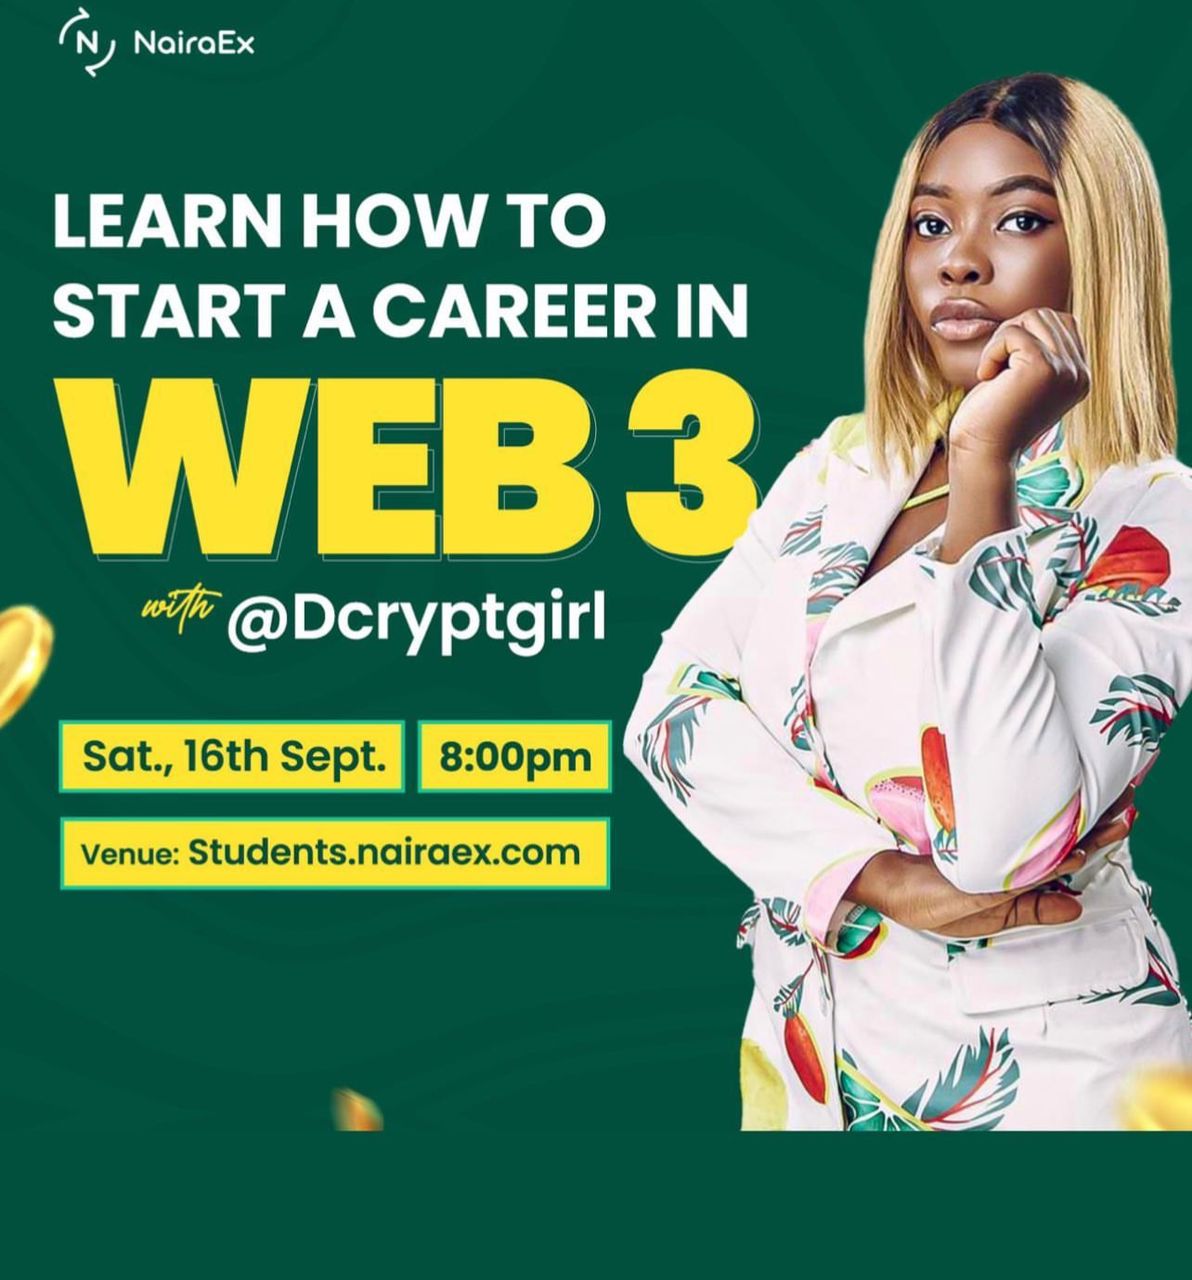 N NairaEx
LEARN HOW TO
START A CAREER IN
WEB 3
with @Dcryptgirl
Sat., 16th Sept. 8:00pm
Venue: Students.nairaex.com